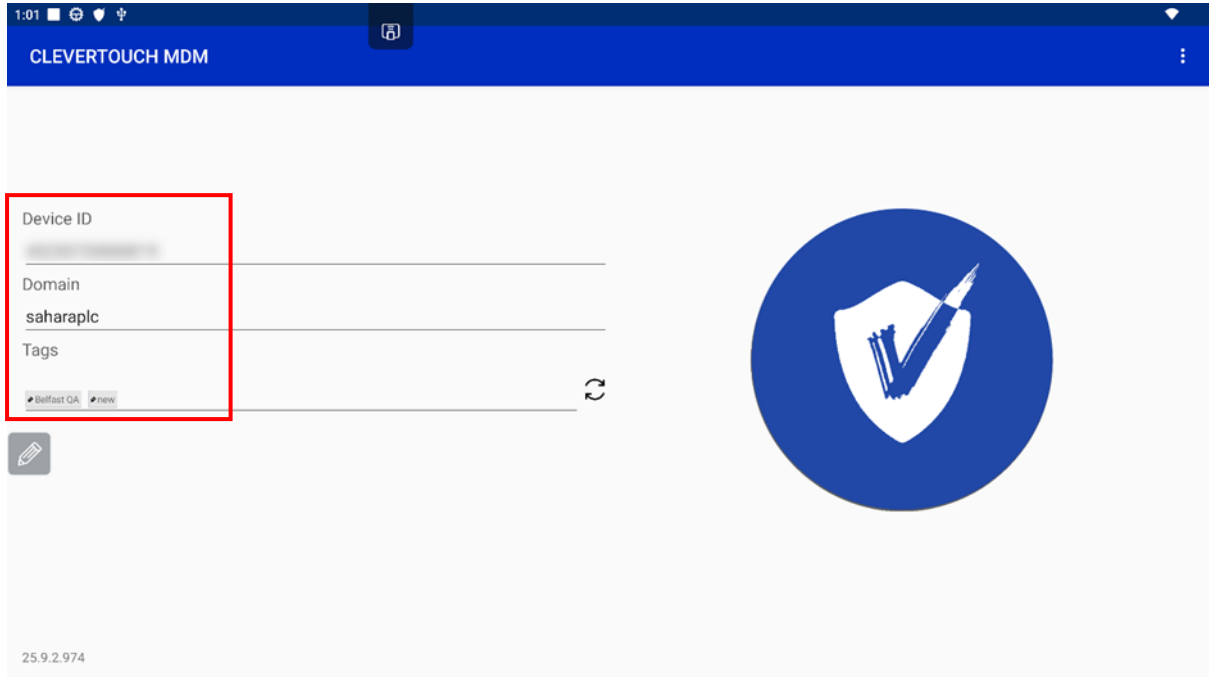 1:01
CLEVERTOUCH MDM
Device ID
Domain
saharaplc
Tags
Belfast QA new
25.9.2.974